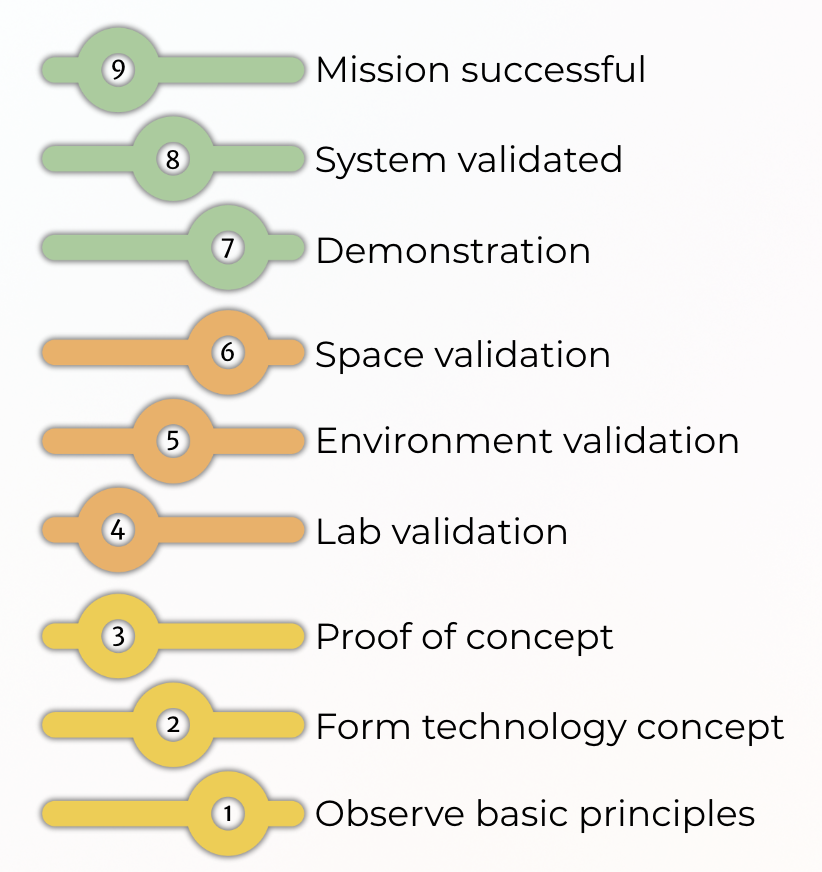 9 Mission successful
8 System validated
7 Demonstration
6 Space validation
5 Environment validation
4 Lab validation
3 Proof of concept
2 Form technology concept
1 Observe basic principles